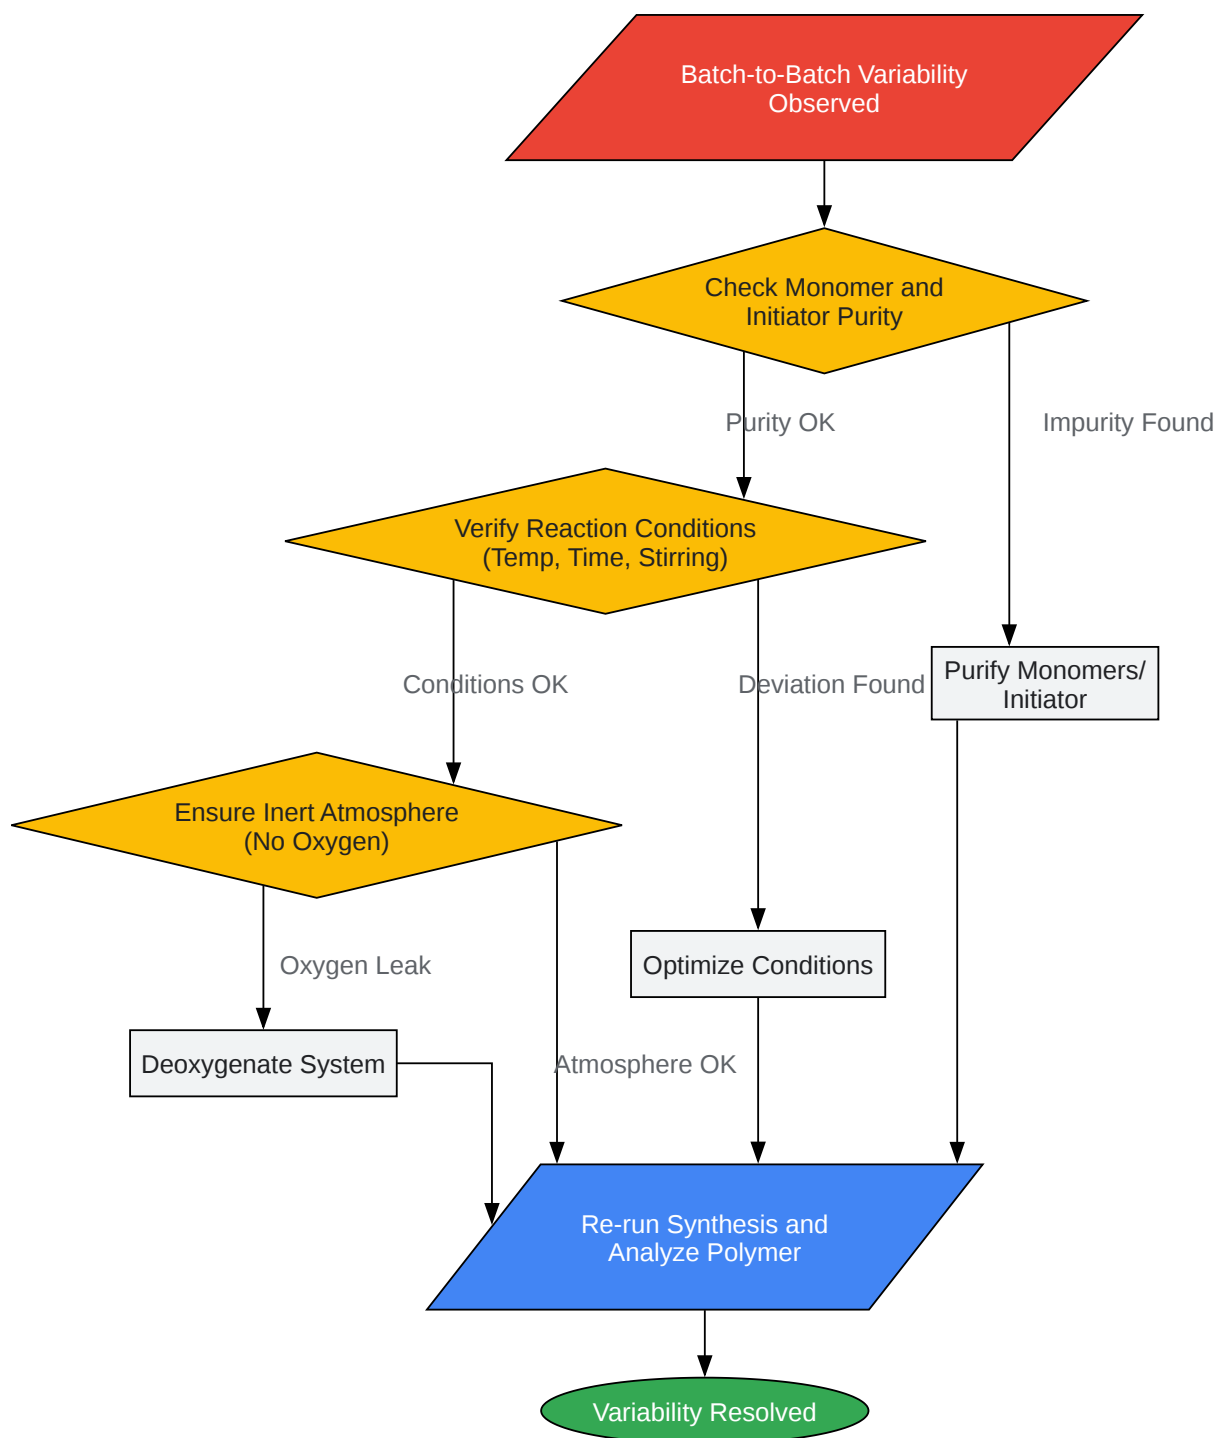 Batch-to-Batch Variability
Observed
Check Monomer and
Initiator Purity
Purity OK
Impurity Found
Verify Reaction Conditions
(Temp, Time, Stirring)
Conditions OK
Deviation Found
Purify Monomers/
Initiator
Ensure Inert Atmosphere
(No Oxygen)
Oxygen Leak
Optimize Conditions
Deoxygenate System
Atmosphere OK
Re-run Synthesis and
Analyze Polymer
Variability Resolved